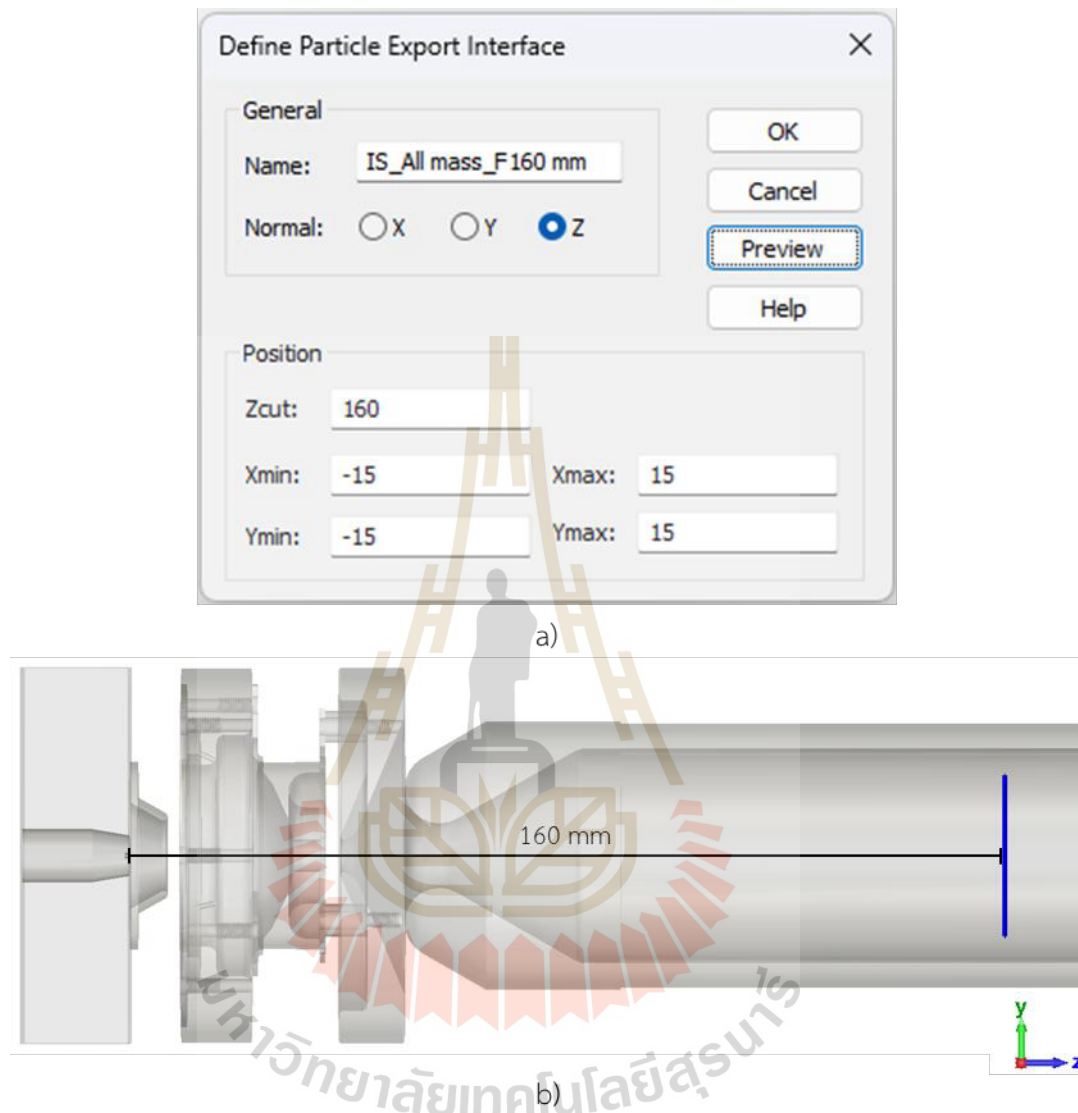 Define Particle Export Interface
General
Name: IS_All mass_F160 mm
Normal: X Y Z
OK
Cancel
Preview
Help
Position
Zcut: 160
Xmin: -15 Xmax: 15
Ymin: -15 Ymax: 15
a)
160 mm
y
z
มหาวิทยาลัยเทคโนโลยีสุรนารี
b)